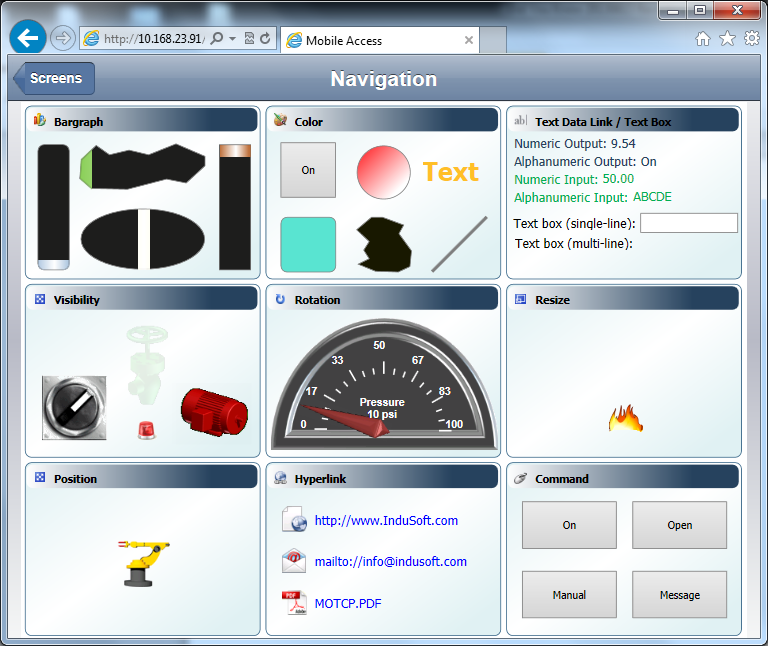 http://10.168.23.91/
Mobile Access
Screens
Navigation
Bargraph
Color
On
Text
ab|
Text Data Link / Text Box
Numeric Output: 9.54
Alphanumeric Output: On
Numeric Input: 50.00
Alphanumeric Input: ABCDE
Text box (single-line):
Text box (multi-line):
Visibility
Rotation
0
17
33
50
67
83
100
Pressure
10 psi
Resize
Position
Hyperlink
http://www.InduSoft.com
mailto://info@indusoft.com
PDF
MOTCP.PDF
Command
On
Open
Manual
Message